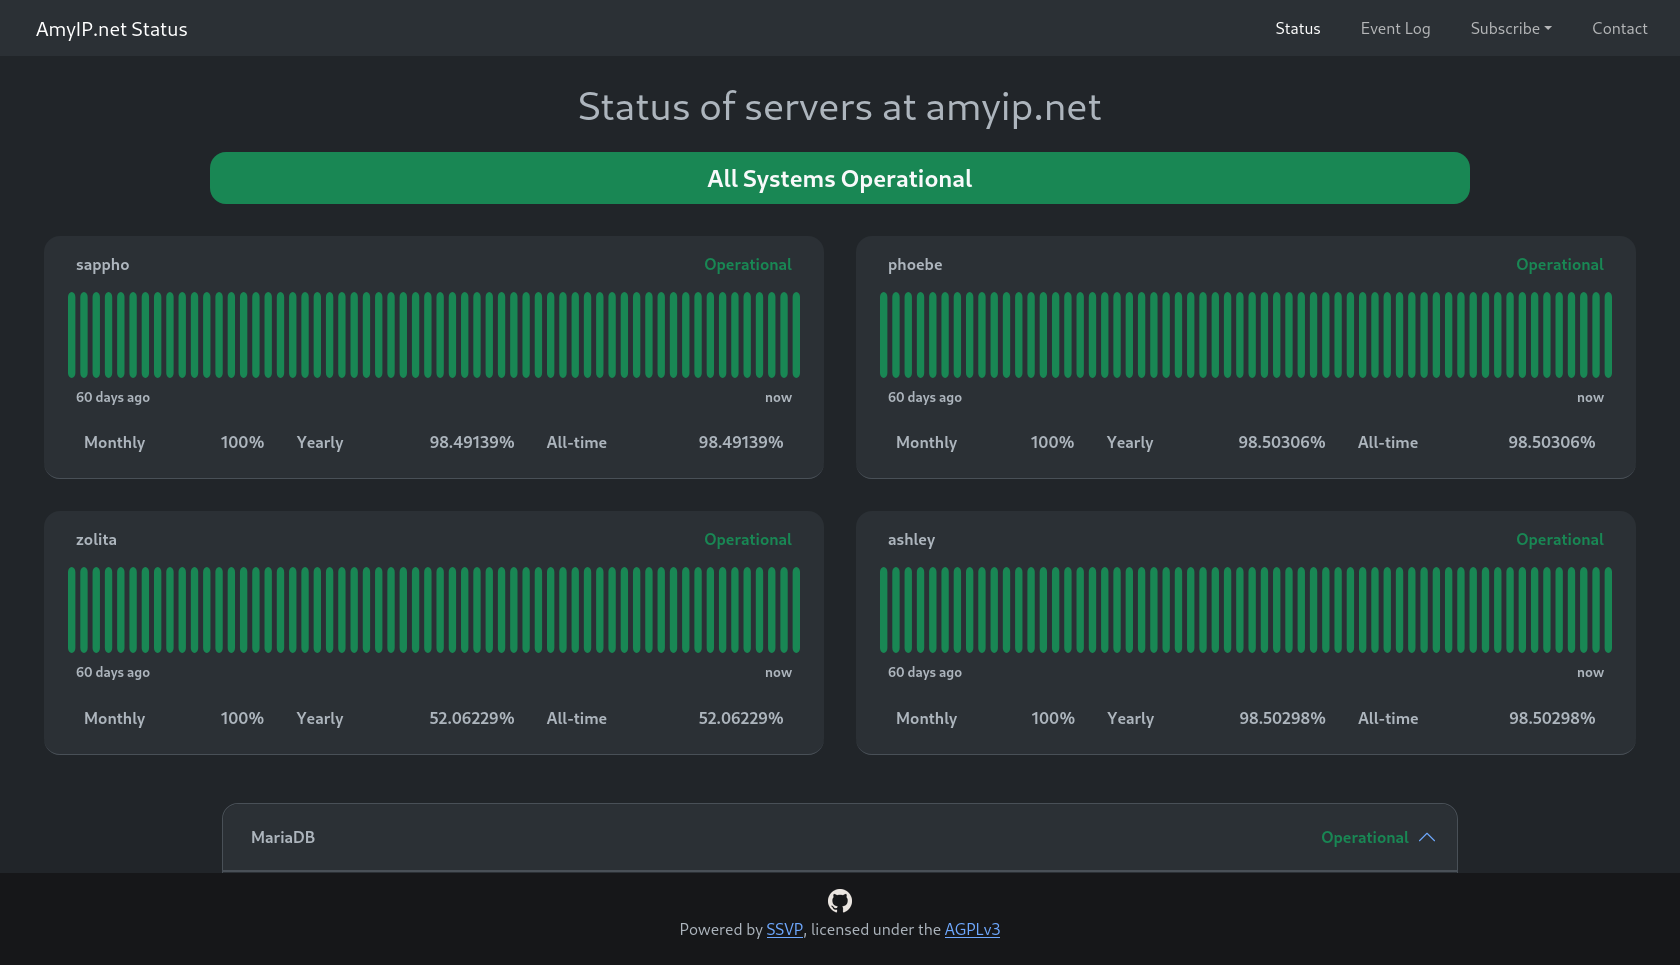 AmyIP.net Status
Status Event Log Subscribe Contact
Status of servers at amyip.net
All Systems Operational
sappho Operational
60 days ago now
Monthly 100% Yearly 98.49139% All-time 98.49139%
phoebe Operational
60 days ago now
Monthly 100% Yearly 98.50306% All-time 98.50306%
zolita Operational
60 days ago now
Monthly 100% Yearly 52.06229% All-time 52.06229%
ashley Operational
60 days ago now
Monthly 100% Yearly 98.50298% All-time 98.50298%
MariaDB Operational
Powered by SSVP, licensed under the AGPLv3